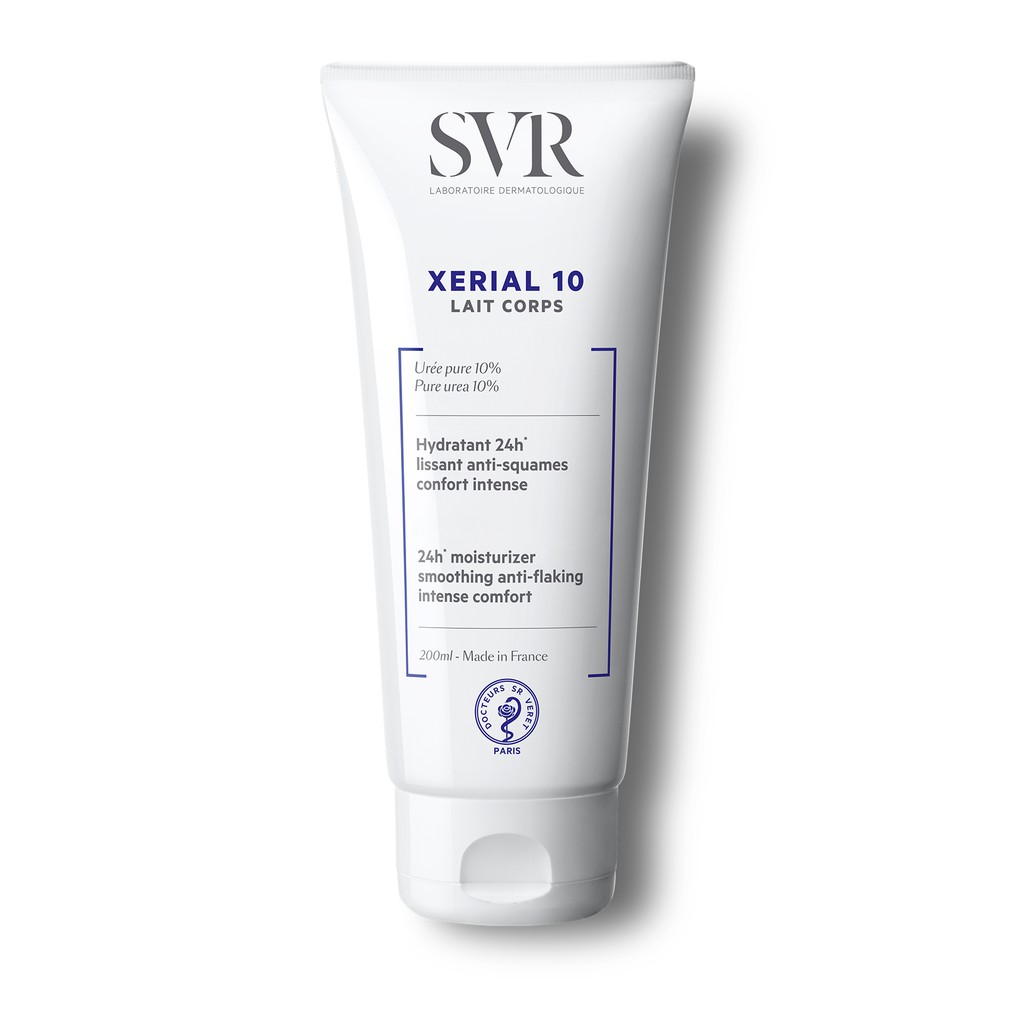 SVR
LABORATOIRE DERMATOLOGIQUE
XERIAL 10
LAIT CORPS
Urée pure 10%
Pure urea 10%
Hydratant 24h*
lissant anti-squames
confort intense
24h* moisturizer
smoothing anti-flaking
intense comfort
200ml - Made in France
DOCTEURS SR VERET
PARIS